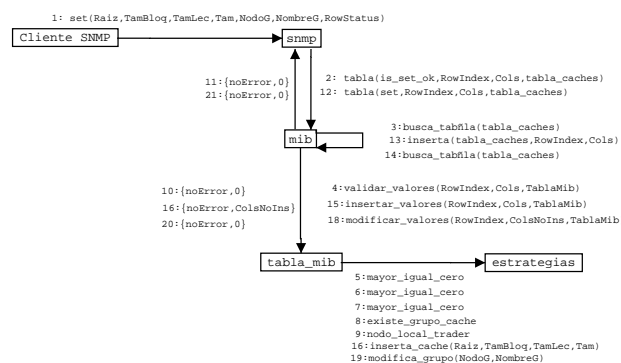 1: set(Raiz,TamBloq,TamLec,Tam,NodoG,NombreG,RowStatus)
Cliente SNMP
snmp
11:{noError,0}
21:{noError,0}
2: tabla(is_set_ok,RowIndex,Cols,tabla_caches)
12: tabla(set,RowIndex,Cols,tabla_caches)
mib
3:busca_tabñla(tabla_caches)
13:inserta(tabla_caches,RowIndex,Cols)
14:busca_tabñla(tabla_caches)
10:{noError,0}
16:{noError,ColsNoIns}
20:{noError,0}
4:validar_valores(RowIndex,Cols,TablaMib)
15:insertar_valores(RowIndex,Cols,TablaMib)
18:modificar_valores(RowIndex,ColsNoIns,TablaMib
tabla_mib
estrategias
5:mayor_igual_cero
6:mayor_igual_cero
7:mayor_igual_cero
8:existe_grupo_cache
9:nodo_local_trader
16:inserta_cache(Raiz,TamBloq,TamLec,Tam)
19:modifica_grupo(NodoG,NombreG)